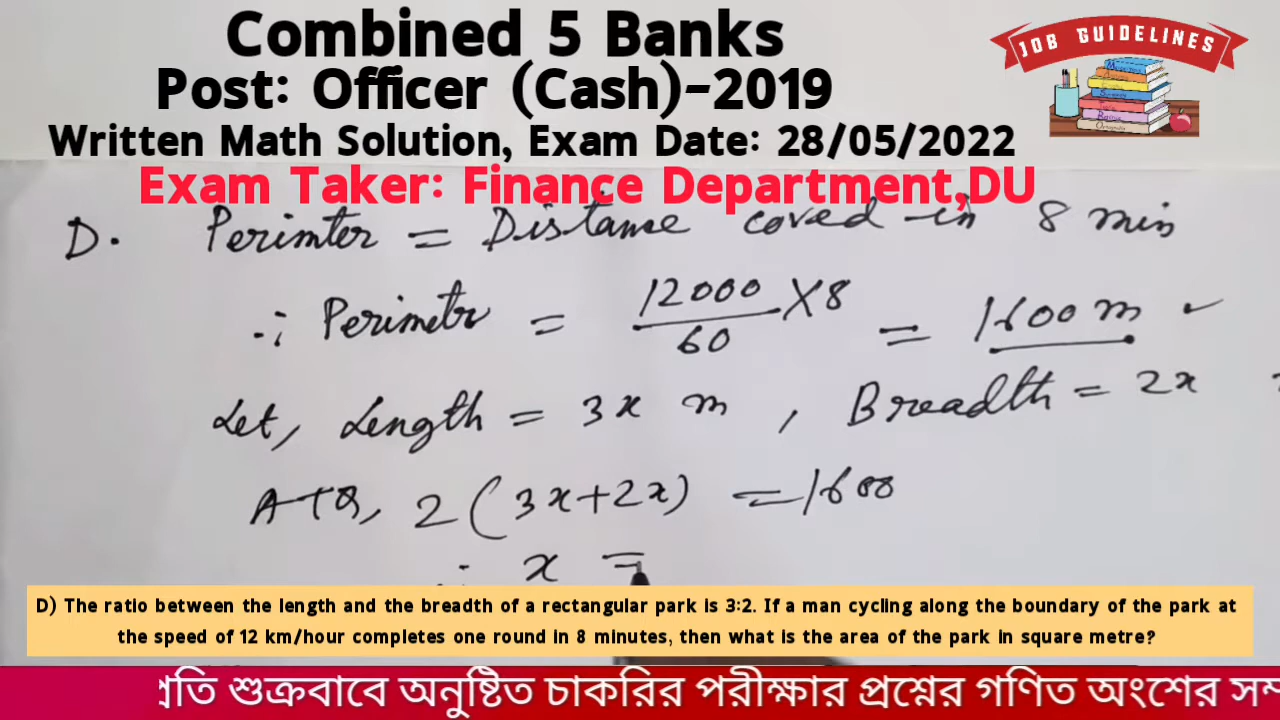 Combined 5 Banks
JOB GUIDELINES
Post: Officer (Cash)-2019
Written Math Solution, Exam Date: 28/05/2022
Exam Taker: Finance Department,DU
D. Perimter = Distance coved in 8 min
∴ Perimetr = 12000/60 X 8 = 1600 m ✓
Let, Length = 3x m , Breadth = 2x
ATQ, 2(3x+2x) = 1600
∴ x =
D) The ratio between the length and the breadth of a rectangular park is 3:2. If a man cycling along the boundary of the park at
the speed of 12 km/hour completes one round in 8 minutes, then what is the area of the park in square metre?
প্রতি শুক্রবাবে অনুষ্টিত চাকরির পরীক্ষার প্রশ্নের গণিত অংশের সম